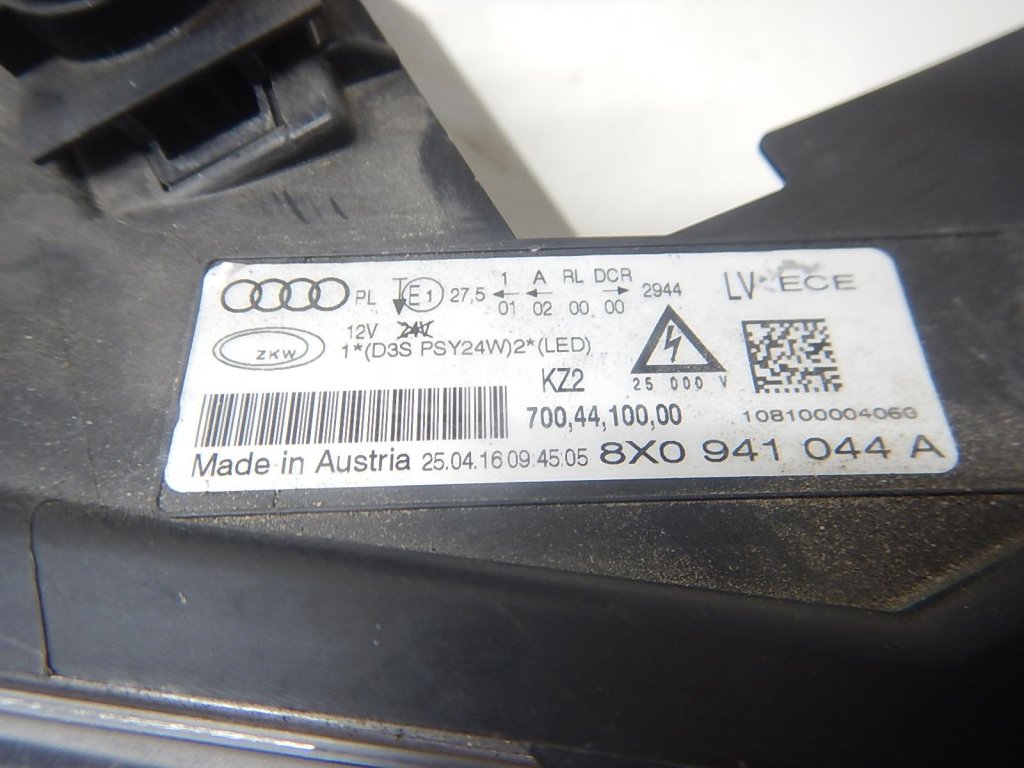 PL E1 27,5 1 A RL DCR 2944 LV ECE
01 02 00 00
12V 24V
ZKW 1*(D3S PSY24W)2*(LED)
KZ2 25 000 V
700,44,100,00 10810000406G
Made in Austria 25.04.16 09:45:05 8X0 941 044 A